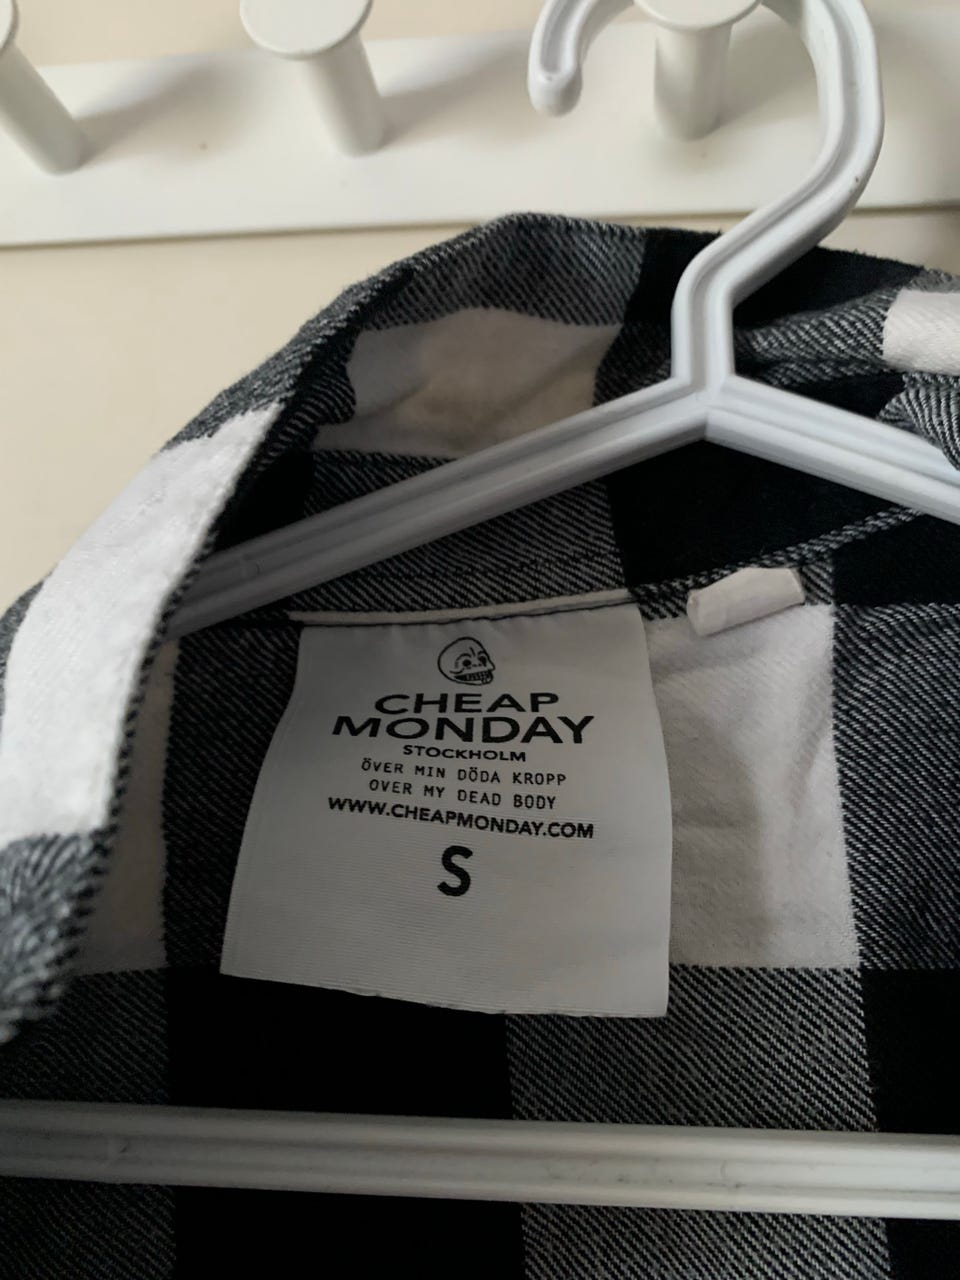 CHEAP
MONDAY
STOCKHOLM
ÖVER MIN DÖDA KROPP
OVER MY DEAD BODY
WWW.CHEAPMONDAY.COM
S